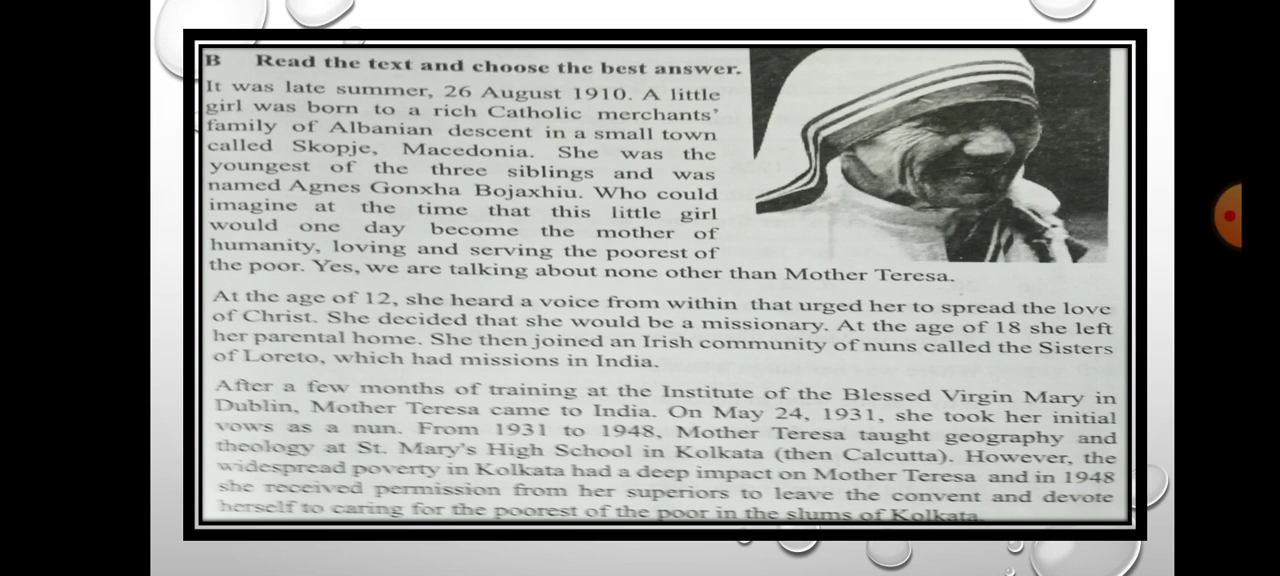 B Read the text and choose the best answer.
It was late summer, 26 August 1910. A little
girl was born to a rich Catholic merchants'
family of Albanian descent in a small town
called Skopje, Macedonia. She was the
youngest of the three siblings and was
named Agnes Gonxha Bojaxhiu. Who could
imagine at the time that this little girl
would one day become the mother of
humanity, loving and serving the poorest of
the poor. Yes, we are talking about none other than Mother Teresa.
At the age of 12, she heard a voice from within that urged her to spread the love
of Christ. She decided that she would be a missionary. At the age of 18 she left
her parental home. She then joined an Irish community of nuns called the Sisters
of Loreto, which had missions in India.
After a few months of training at the Institute of the Blessed Virgin Mary in
Dublin, Mother Teresa came to India. On May 24, 1931, she took her initial
vows as a nun. From 1931 to 1948, Mother Teresa taught geography and
theology at St. Mary's High School in Kolkata (then Calcutta). However, the
widespread poverty in Kolkata had a deep impact on Mother Teresa and in 1948
she received permission from her superiors to leave the convent and devote
herself to caring for the poorest of the poor in the slums of Kolkata.